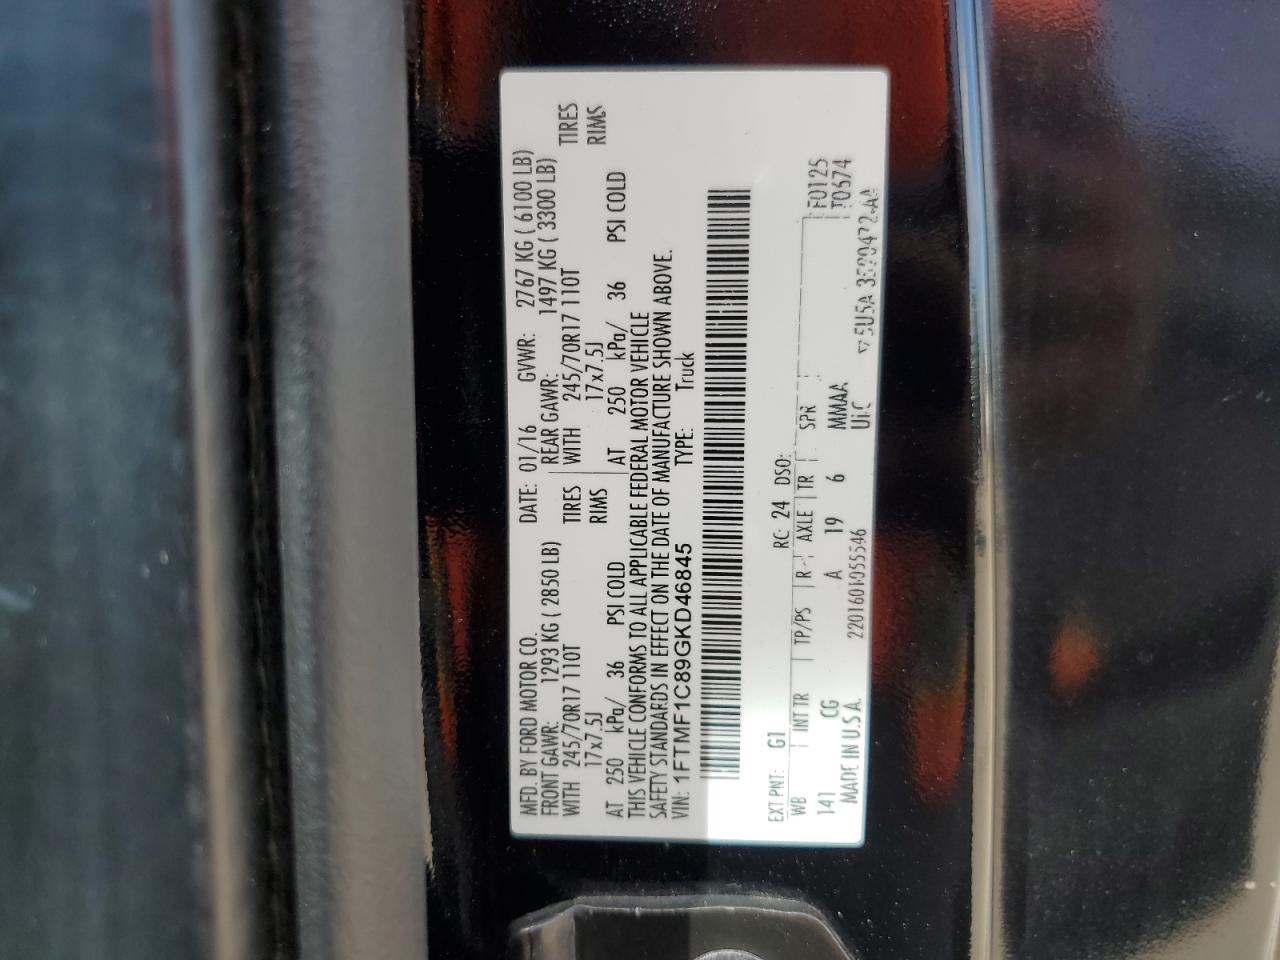 MFD. BY FORD MOTOR CO.
DATE: 01/16 GVWR: 2767 KG ( 6100 LB)
FRONT GAWR: 1293 KG ( 2850 LB) REAR GAWR: 1497 KG ( 3300 LB)
WITH 245/70R17 110T TIRES WITH 245/70R17 110T TIRES
17x7.5J RIMS 17x7.5J RIMS
AT 250 kPa/ 36 PSI COLD AT 250 kPa/ 36 PSI COLD
THIS VEHICLE CONFORMS TO ALL APPLICABLE FEDERAL MOTOR VEHICLE
SAFETY STANDARDS IN EFFECT ON THE DATE OF MANUFACTURE SHOWN ABOVE.
VIN: 1FTMF1C89GKD46845 TYPE: Truck
EXT PNT: G1 RC: 24 DSO: F0125
WB INT TR TP/PS R AXLE TR SPR T0674
141 CG A 19 6 MMAA
MADE IN U.S.A. 2201601055546 5U5A